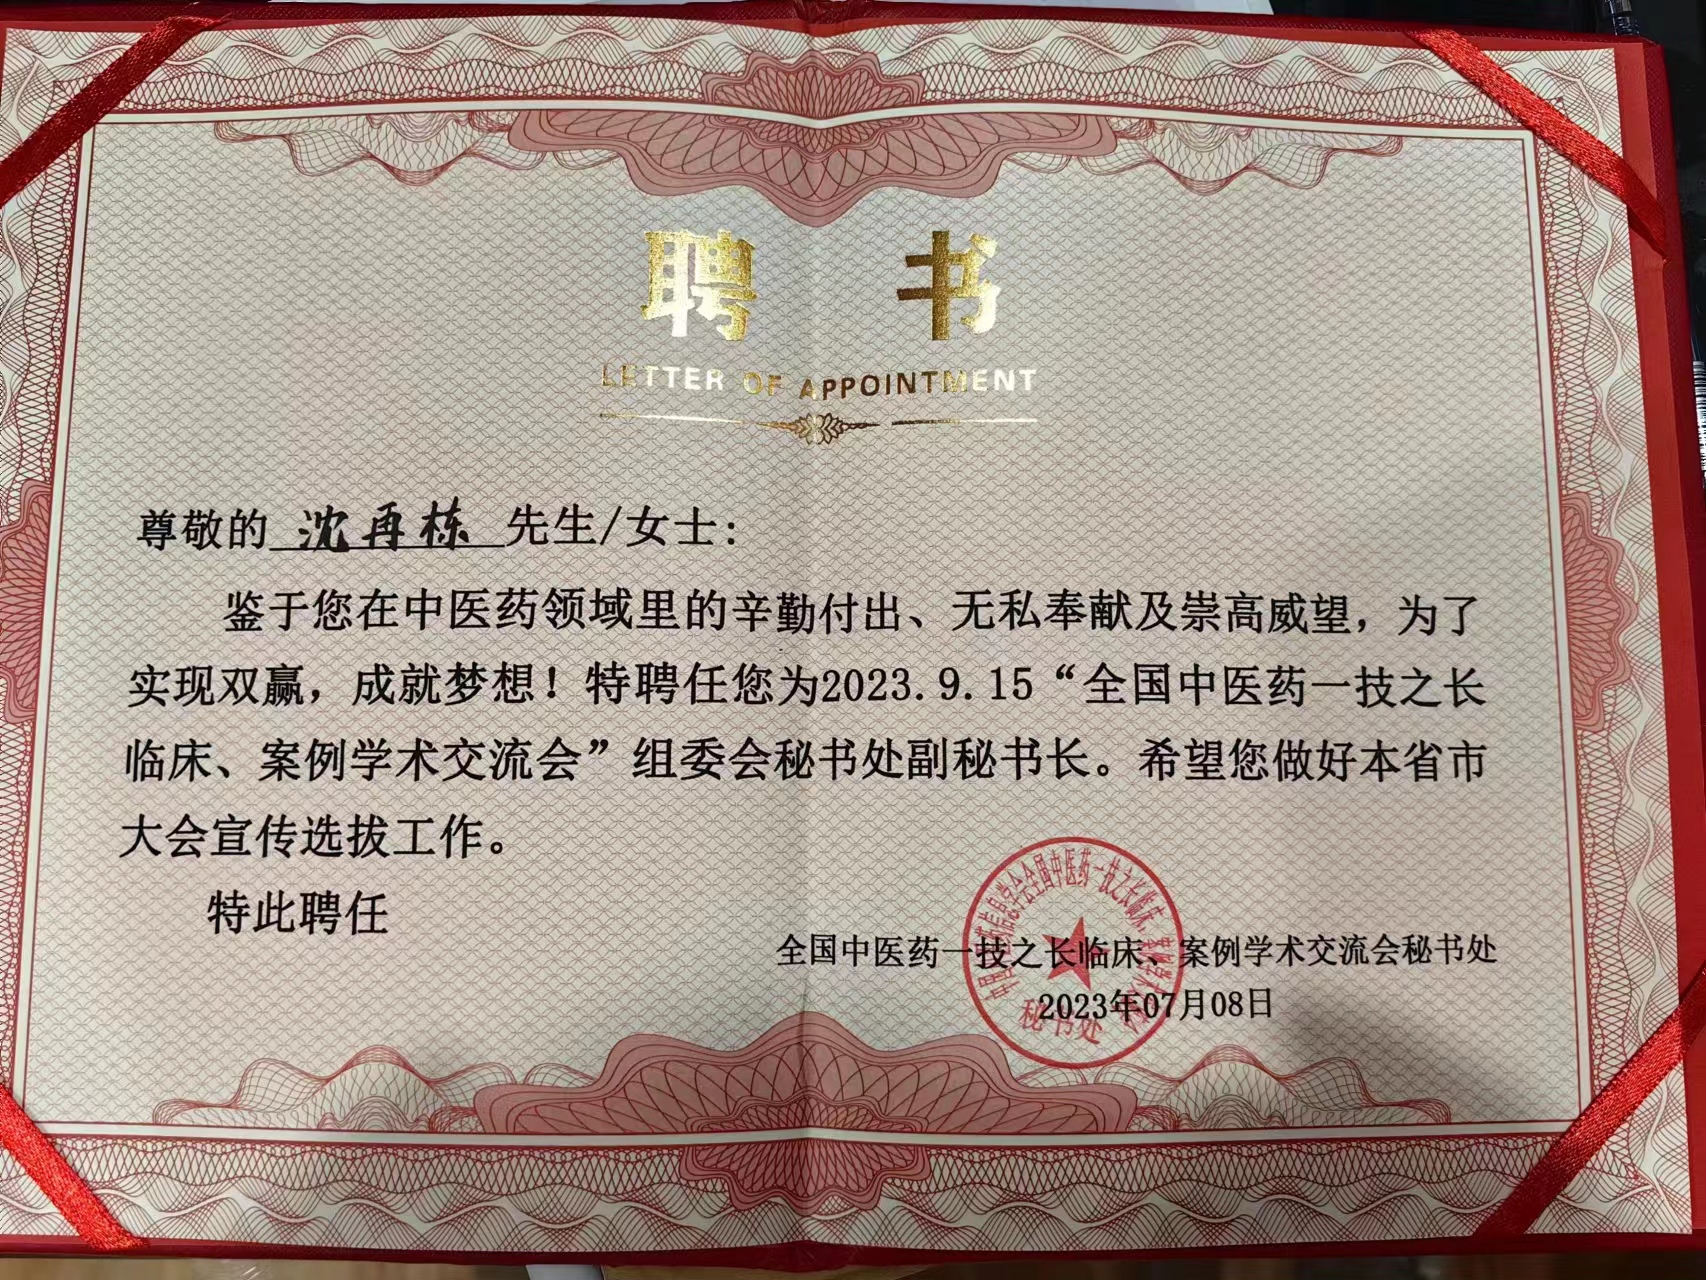 聘 书
LETTER OF APPOINTMENT
尊敬的 沈再栋 先生/女士：
鉴于您在中医药领域里的辛勤付出、无私奉献及崇高威望，为了
实现双赢，成就梦想！特聘任您为2023.9.15“全国中医药一技之长
临床、案例学术交流会”组委会秘书处副秘书长。希望您做好本省市
大会宣传选拔工作。
特此聘任
全国中医药一技之长临床、案例学术交流会秘书处
2023年07月08日
秘书处